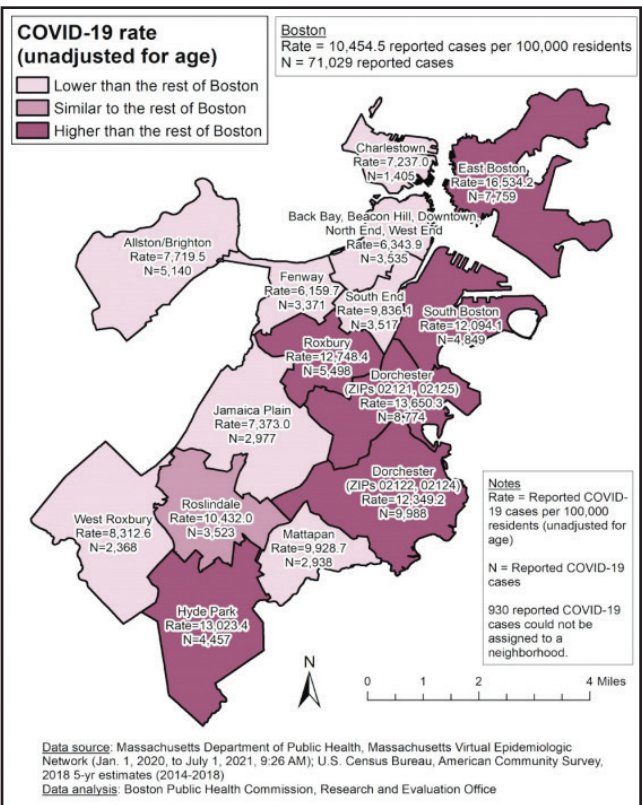 COVID-19 rate
(unadjusted for age)
Lower than the rest of Boston
Similar to the rest of Boston
Higher than the rest of Boston
Boston
Rate = 10,454.5 reported cases per 100,000 residents
N = 71,029 reported cases
Charlestown
Rate=7,237.0
N=1,405
East Boston
Rate=16,534.2
N=7,759
Back Bay, Beacon Hill, Downtown,
North End, West End
Rate=6,343.9
N=3,535
Allston/Brighton
Rate=7,719.5
N=5,140
Fenway
Rate=6,159.7
N=3,371
South End
Rate=9,836.1
N=3,517
South Boston
Rate=12,094.1
N=4,849
Roxbury
Rate=12,748.4
N=5,498
Dorchester
(ZIPs 02121, 02125)
Rate=13,650.3
N=8,774
Jamaica Plain
Rate=7,373.0
N=2,977
Dorchester
(ZIPs 02122, 02124)
Rate=12,349.2
N=9,988
West Roxbury
Rate=8,312.6
N=2,368
Roslindale
Rate=10,432.0
N=3,523
Mattapan
Rate=9,928.7
N=2,938
Hyde Park
Rate=13,023.4
N=4,457
Notes
Rate = Reported COVID-
19 cases per 100,000
residents (unadjusted for
age)
N = Reported COVID-19
cases
930 reported COVID-19
cases could not be
assigned to a
neighborhood.
N
0 1 2 4 Miles
Data source: Massachusetts Department of Public Health, Massachusetts Virtual Epidemiologic
Network (Jan. 1, 2020, to July 1, 2021, 9:26 AM); U.S. Census Bureau, American Community Survey,
2018 5-yr estimates (2014-2018)
Data analysis: Boston Public Health Commission, Research and Evaluation Office